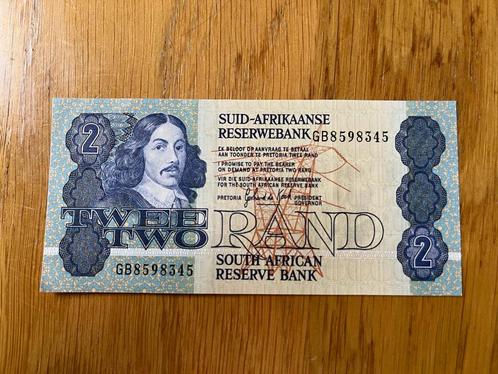 SUID-AFRIKAANSE
RESERWEBANK GB8598345
EK BELOOF OP AANVRAAG TE BETAAL
AAN TOONDER TE PRETORIA TWEE RAND
I PROMISE TO PAY THE BEARER
ON DEMAND AT PRETORIA TWO RAND
VIR DIE SUID-AFRIKAANSE RESERWEBANK
FOR THE SOUTH AFRICAN RESERVE BANK
PRETORIA PRESIDENT
GOVERNOR
2
TWEE
TWO
RAND
2
GB8598345
SOUTH AFRICAN
RESERVE BANK